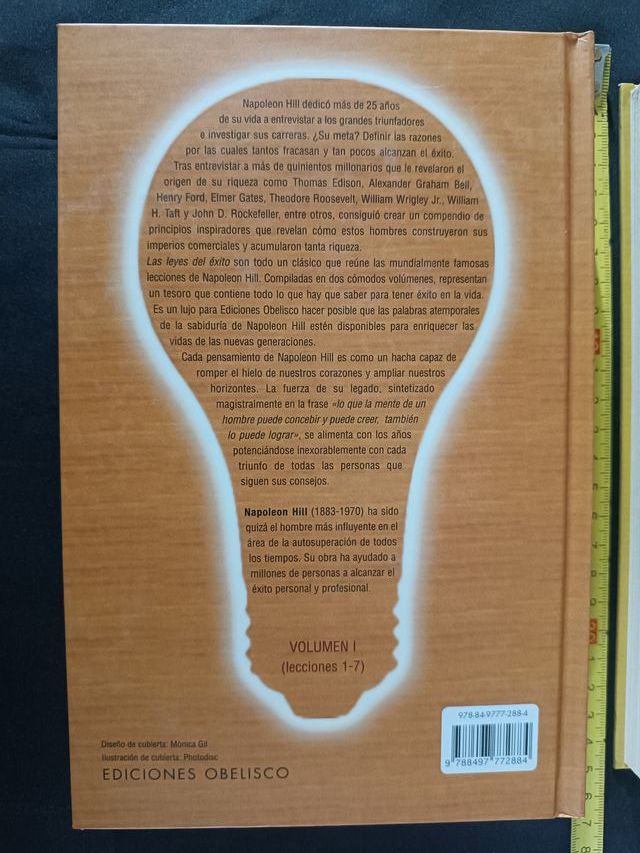 Napoleon Hill dedicó más de 25 años
de su vida a entrevistar a los grandes triunfadores
e investigar sus carreras. ¿Su meta? Definir las razones
por las cuales tantos fracasan y tan pocos alcanzan el éxito.
Tras entrevistar a más de quinientos millonarios que le revelaron el
origen de su riqueza como Thomas Edison, Alexander Graham Bell,
Henry Ford, Elmer Gates, Theodore Roosevelt, William Wrigley Jr., William
H. Taft y John D. Rockefeller, entre otros, consiguió crear un compendio de
principios inspiradores que revelan cómo estos hombres construyeron sus
imperios comerciales y acumularon tanta riqueza.
Las leyes del éxito son todo un clásico que reúne las mundialmente famosas
lecciones de Napoleon Hill. Compiladas en dos cómodos volúmenes, representan
un tesoro que contiene todo lo que hay que saber para tener éxito en la vida.
Es un lujo para Ediciones Obelisco hacer posible que las palabras atemporales
de la sabiduría de Napoleon Hill estén disponibles para enriquecer las
vidas de las nuevas generaciones.
Cada pensamiento de Napoleon Hill es como un hacha capaz de
romper el hielo de nuestros corazones y ampliar nuestros
horizontes. La fuerza de su legado, sintetizado
magistralmente en la frase «lo que la mente de un
hombre puede concebir y puede creer, también
lo puede lograr», se alimenta con los años
potenciándose inexorablemente con cada
triunfo de todas las personas que
siguen sus consejos.
Napoleon Hill (1883-1970) ha sido
quizá el hombre más influyente en el
área de la autosuperación de todos
los tiempos. Su obra ha ayudado a
millones de personas a alcanzar el
éxito personal y profesional.
VOLUMEN I
(lecciones 1-7)
Diseño de cubierta: Mònica Gil
Ilustración de cubierta: Photodisc
EDICIONES OBELISCO
978-84-9777-288-4
9 788497 772884